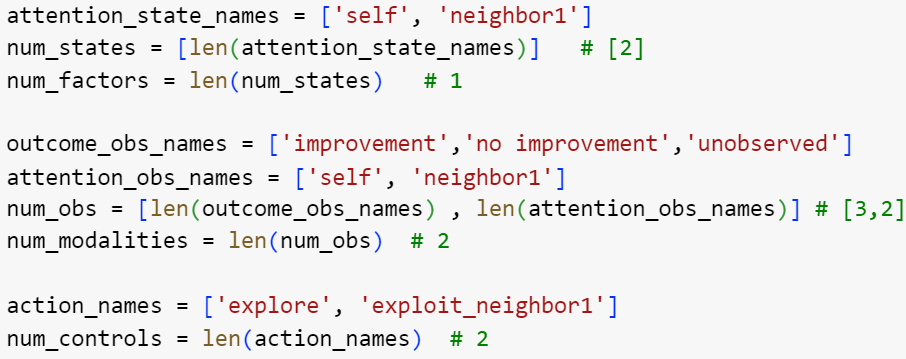 attention_state_names = ['self', 'neighbor1']
num_states = [len(attention_state_names)]   # [2]
num_factors = len(num_states)   # 1
outcome_obs_names = ['improvement','no improvement','unobserved']
attention_obs_names = ['self', 'neighbor1']
num_obs = [len(outcome_obs_names) , len(attention_obs_names)] # [3,2]
num_modalities = len(num_obs)  # 2
action_names = ['explore', 'exploit_neighbor1']
num_controls = len(action_names)  # 2